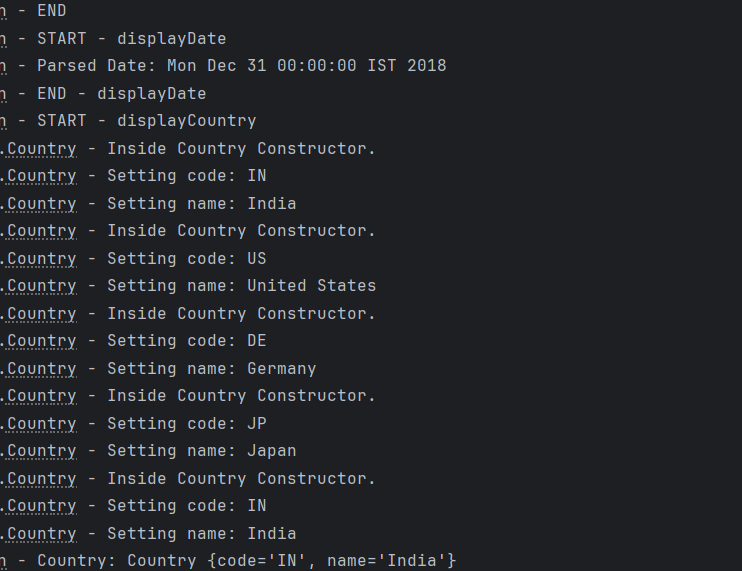 n - END
n - START - displayDate
n - Parsed Date: Mon Dec 31 00:00:00 IST 2018
n - END - displayDate
n - START - displayCountry
.Country - Inside Country Constructor.
.Country - Setting code: IN
.Country - Setting name: India
.Country - Inside Country Constructor.
.Country - Setting code: US
.Country - Setting name: United States
.Country - Inside Country Constructor.
.Country - Setting code: DE
.Country - Setting name: Germany
.Country - Inside Country Constructor.
.Country - Setting code: JP
.Country - Setting name: Japan
.Country - Inside Country Constructor.
.Country - Setting code: IN
.Country - Setting name: India
n - Country: Country {code='IN', name='India'}